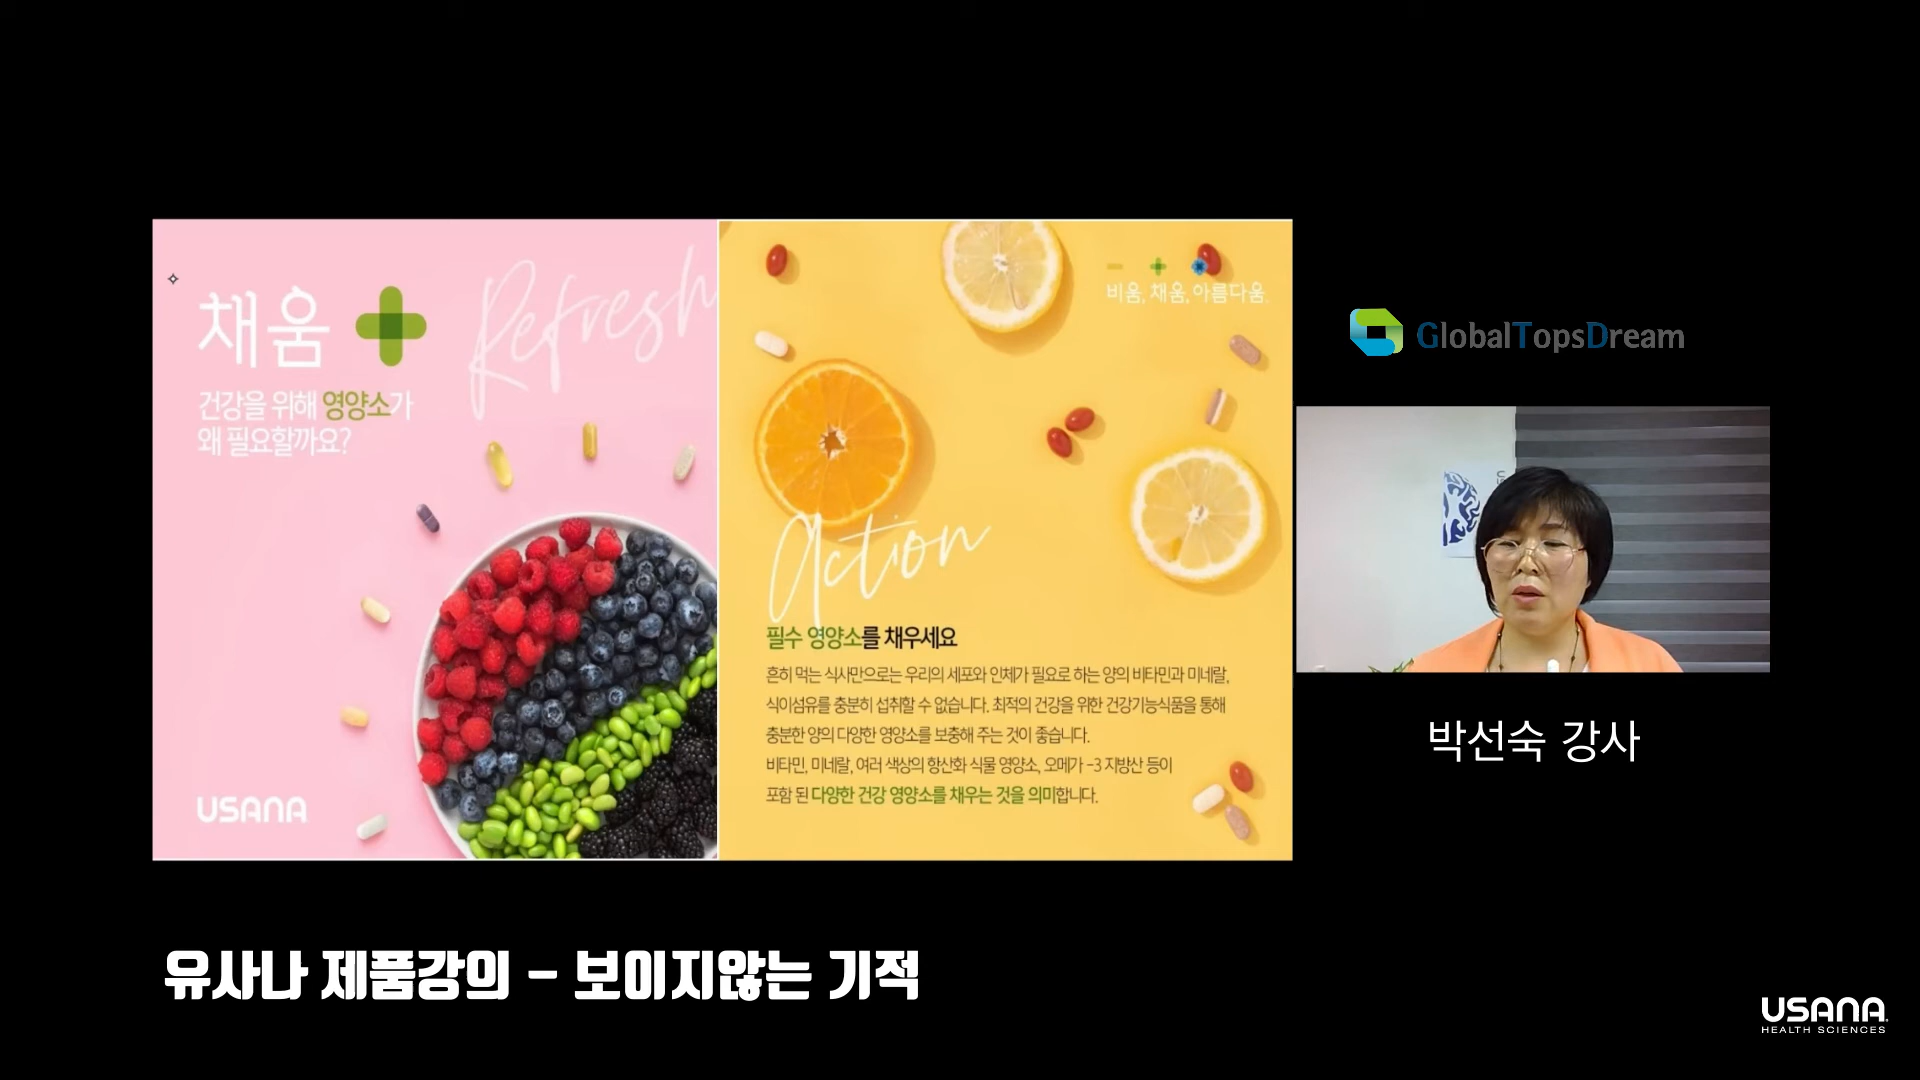 채움
Refresh
건강을 위해 영양소가
왜 필요할까요?
USANA
비움, 채움, 아름다움.
action
필수 영양소를 채우세요
흔히 먹는 식사만으로는 우리의 세포와 인체가 필요로 하는 양의 비타민과 미네랄,
식이섬유를 충분히 섭취할 수 없습니다. 최적의 건강을 위한 건강기능식품을 통해
충분한 양의 다양한 영양소를 보충해 주는 것이 좋습니다.
비타민, 미네랄, 여러 색상의 항산화 식물 영양소, 오메가 -3 지방산 등이
포함 된 다양한 건강 영양소를 채우는 것을 의미합니다.
GlobalTopsDream
박선숙 강사
유사나 제품강의 - 보이지않는 기적
USANA
HEALTH SCIENCES